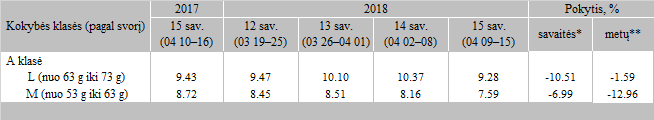 Kokybės klasės (pagal svorį) 2017 2018 Pokytis, %
15 sav. (04 10–16) 12 sav. (03 19–25) 13 sav. (03 26–04 01) 14 sav. (04 02–08) 15 sav. (04 09–15) savaitės* metų**
A klasė
L (nuo 63 g iki 73 g) 9.43 9.47 10.10 10.37 9.28 -10.51 -1.59
M (nuo 53 g iki 63 g) 8.72 8.45 8.51 8.16 7.59 -6.99 -12.96